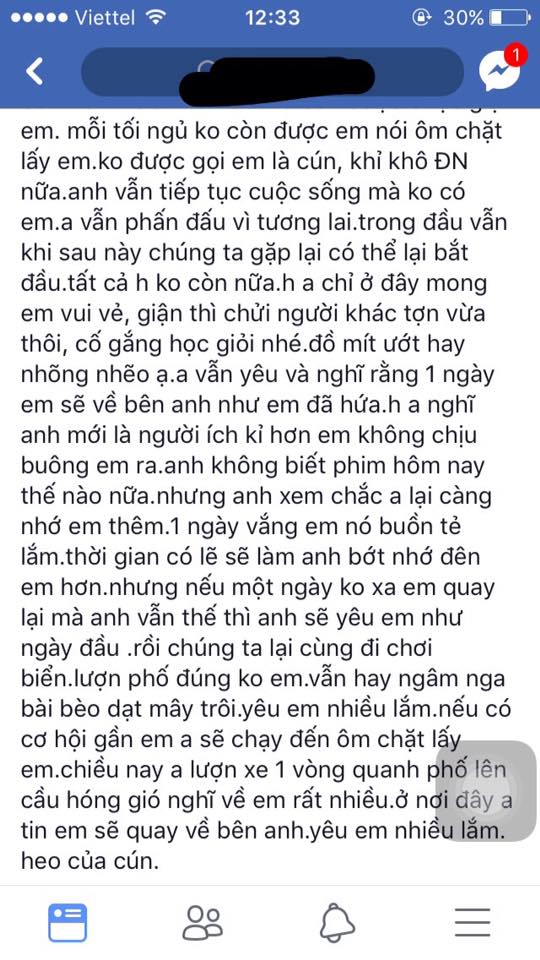 Viettel 12:33 30%
1
em. mỗi tối ngủ ko còn được em nói ôm chặt
lấy em.ko được gọi em là cún, khỉ khô ĐN
nữa.anh vẫn tiếp tục cuộc sống mà ko có
em.a vẫn phấn đấu vì tương lai.trong đầu vẫn
khi sau này chúng ta gặp lại có thể lại bắt
đầu.tất cả h ko còn nữa.h a chỉ ở đây mong
em vui vẻ, giận thì chửi người khác tợn vừa
thôi, cố gắng học giỏi nhé.đồ mít ướt hay
nhõng nhẽo ạ.a vẫn yêu và nghĩ rằng 1 ngày
em sẽ về bên anh như em đã hứa.h a nghĩ
anh mới là người ích kỉ hơn em không chịu
buông em ra.anh không biết phim hôm nay
thế nào nữa.nhưng anh xem chắc a lại càng
nhớ em thêm.1 ngày vắng em nó buồn tẻ
lắm.thời gian có lẽ sẽ làm anh bớt nhớ đên
em hơn.nhưng nếu một ngày ko xa em quay
lại mà anh vẫn thế thì anh sẽ yêu em như
ngày đầu .rồi chúng ta lại cùng đi chơi
biển.lượn phố đúng ko em.vẫn hay ngâm nga
bài bèo dạt mây trôi.yêu em nhiều lắm.nếu có
cơ hội gần em a sẽ chạy đến ôm chặt lấy
em.chiều nay a lượn xe 1 vòng quanh phố lên
cầu hóng gió nghĩ về em rất nhiều.ở nơi đây a
tin em sẽ quay về bên anh.yêu em nhiều lắm.
heo của cún.